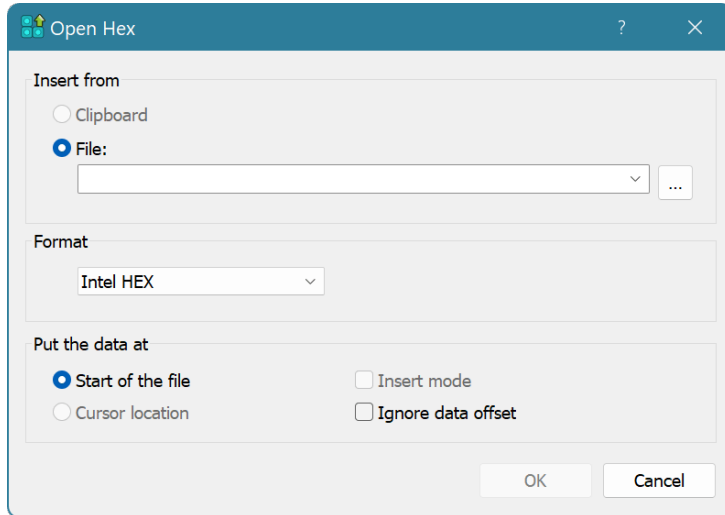 Open Hex ?
Insert from
Clipboard
File:
...
Format
Intel HEX
Put the data at
Start of the file
Insert mode
Cursor location
Ignore data offset
OK
Cancel